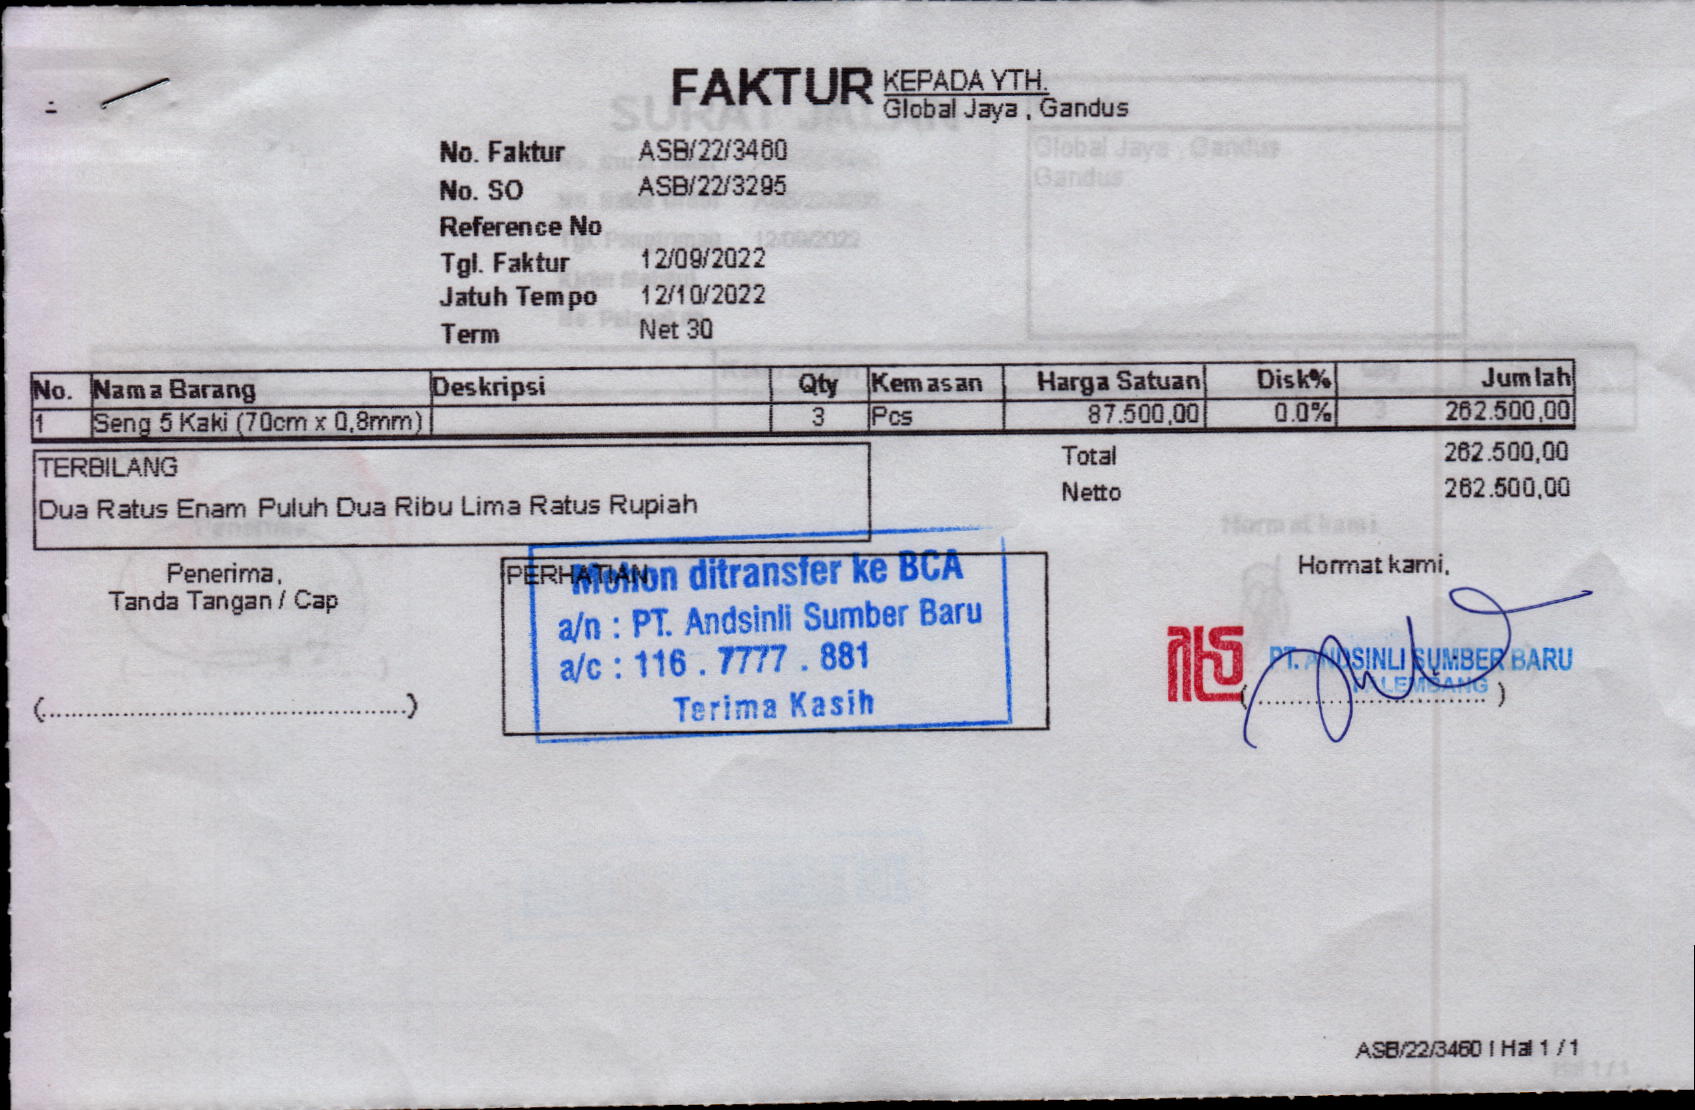 FAKTUR KEPADA YTH.
Global Jaya , Gandus
No. Faktur ASB/22/3460
No. SO ASB/22/3295
Reference No
Tgl. Faktur 12/09/2022
Jatuh Tempo 12/10/2022
Term Net 30
No. Nama Barang Deskripsi Qty Kemasan Harga Satuan Disk% Jumlah
1 Seng 5 Kaki (70cm x 0,8mm) 3 Pcs 87.500,00 0.0% 262.500,00
TERBILANG
Dua Ratus Enam Puluh Dua Ribu Lima Ratus Rupiah
Total 262.500,00
Netto 262.500,00
Penerima,
Tanda Tangan / Cap
(................................................)
PERHATIAN
Mohon ditransfer ke BCA
a/n : PT. Andsinli Sumber Baru
a/c : 116 . 7777 . 881
Terima Kasih
Hormat kami,
PT. ANDSINLI SUMBER BARU
PALEMBANG
(................................)
ASB/22/3460 | Hal 1 / 1